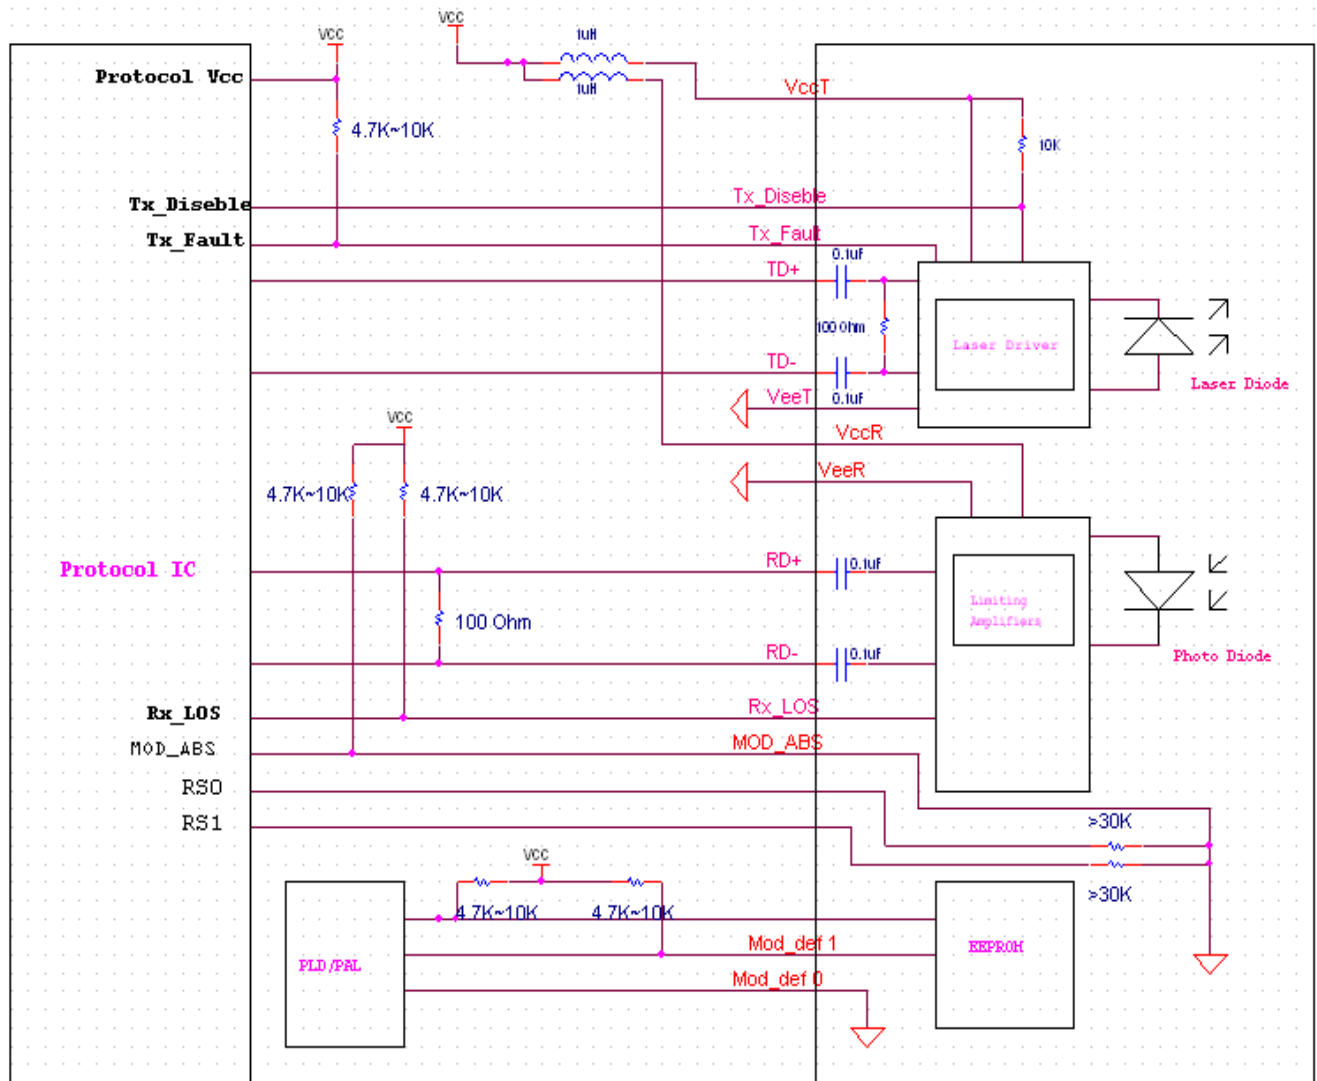 VCC
VCC
1uH
1uH
Protocol Vcc
VccT
4.7K~10K
10K
Tx_Diseble
Tx_Diseble
Tx_Fault
Tx_Fault
0.1uF
TD+
100 Ohm
Laser Driver
TD-
Laser Diode
VeeT
0.1uF
VCC
VccR
VeeR
4.7K~10K
4.7K~10K
Protocol IC
RD+
0.1uF
Limiting
Amplifiers
100 Ohm
RD-
0.1uF
Photo Diode
Rx_LOS
Rx_LOS
MOD_ABS
MOD_ABS
RS0
RS1
>30K
VCC
>30K
4.7K~10K
4.7K~10K
Mod_def 1
EEPROM
PLD/PAL
Mod_def 0